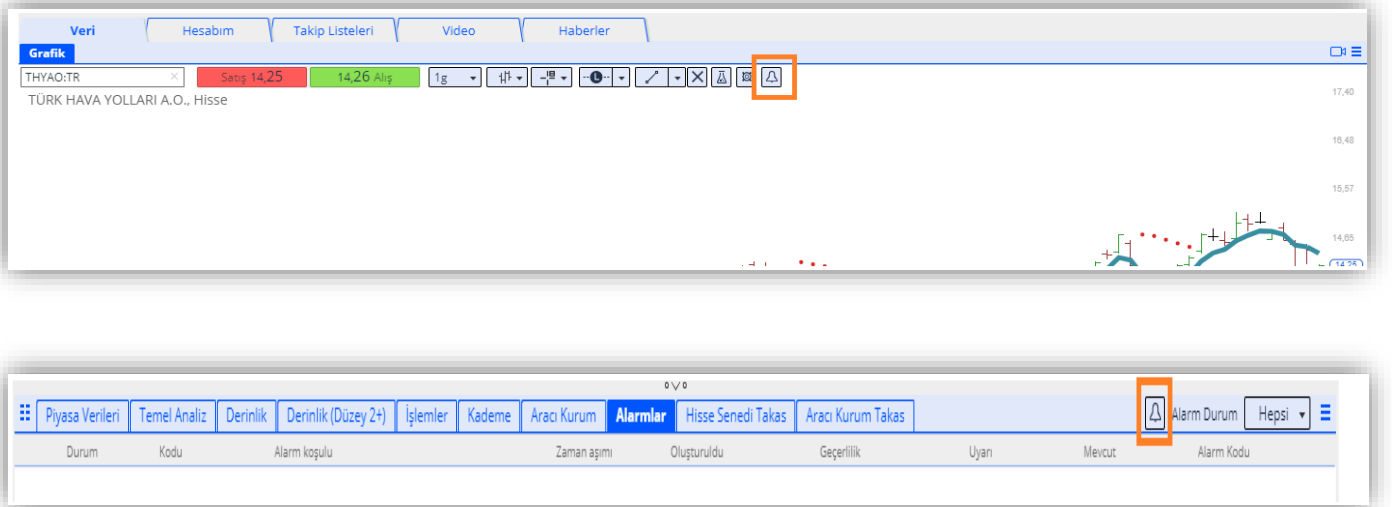 Veri Hesabım Takip Listeleri Video Haberler
Grafik
THYAO:TR Satış 14,25 14,26 Alış 1g L
TÜRK HAVA YOLLARI A.O., Hisse
17,40
16,48
15,57
14,65
14,25
Piyasa Verileri Temel Analiz Derinlik Derinlik (Düzey 2+) İşlemler Kademe Aracı Kurum Alarmlar Hisse Senedi Takas Aracı Kurum Takas Alarm Durum Hepsi
Durum Kodu Alarm koşulu Zaman aşımı Oluşturuldu Geçerlilik Uyarı Mevcut Alarm Kodu